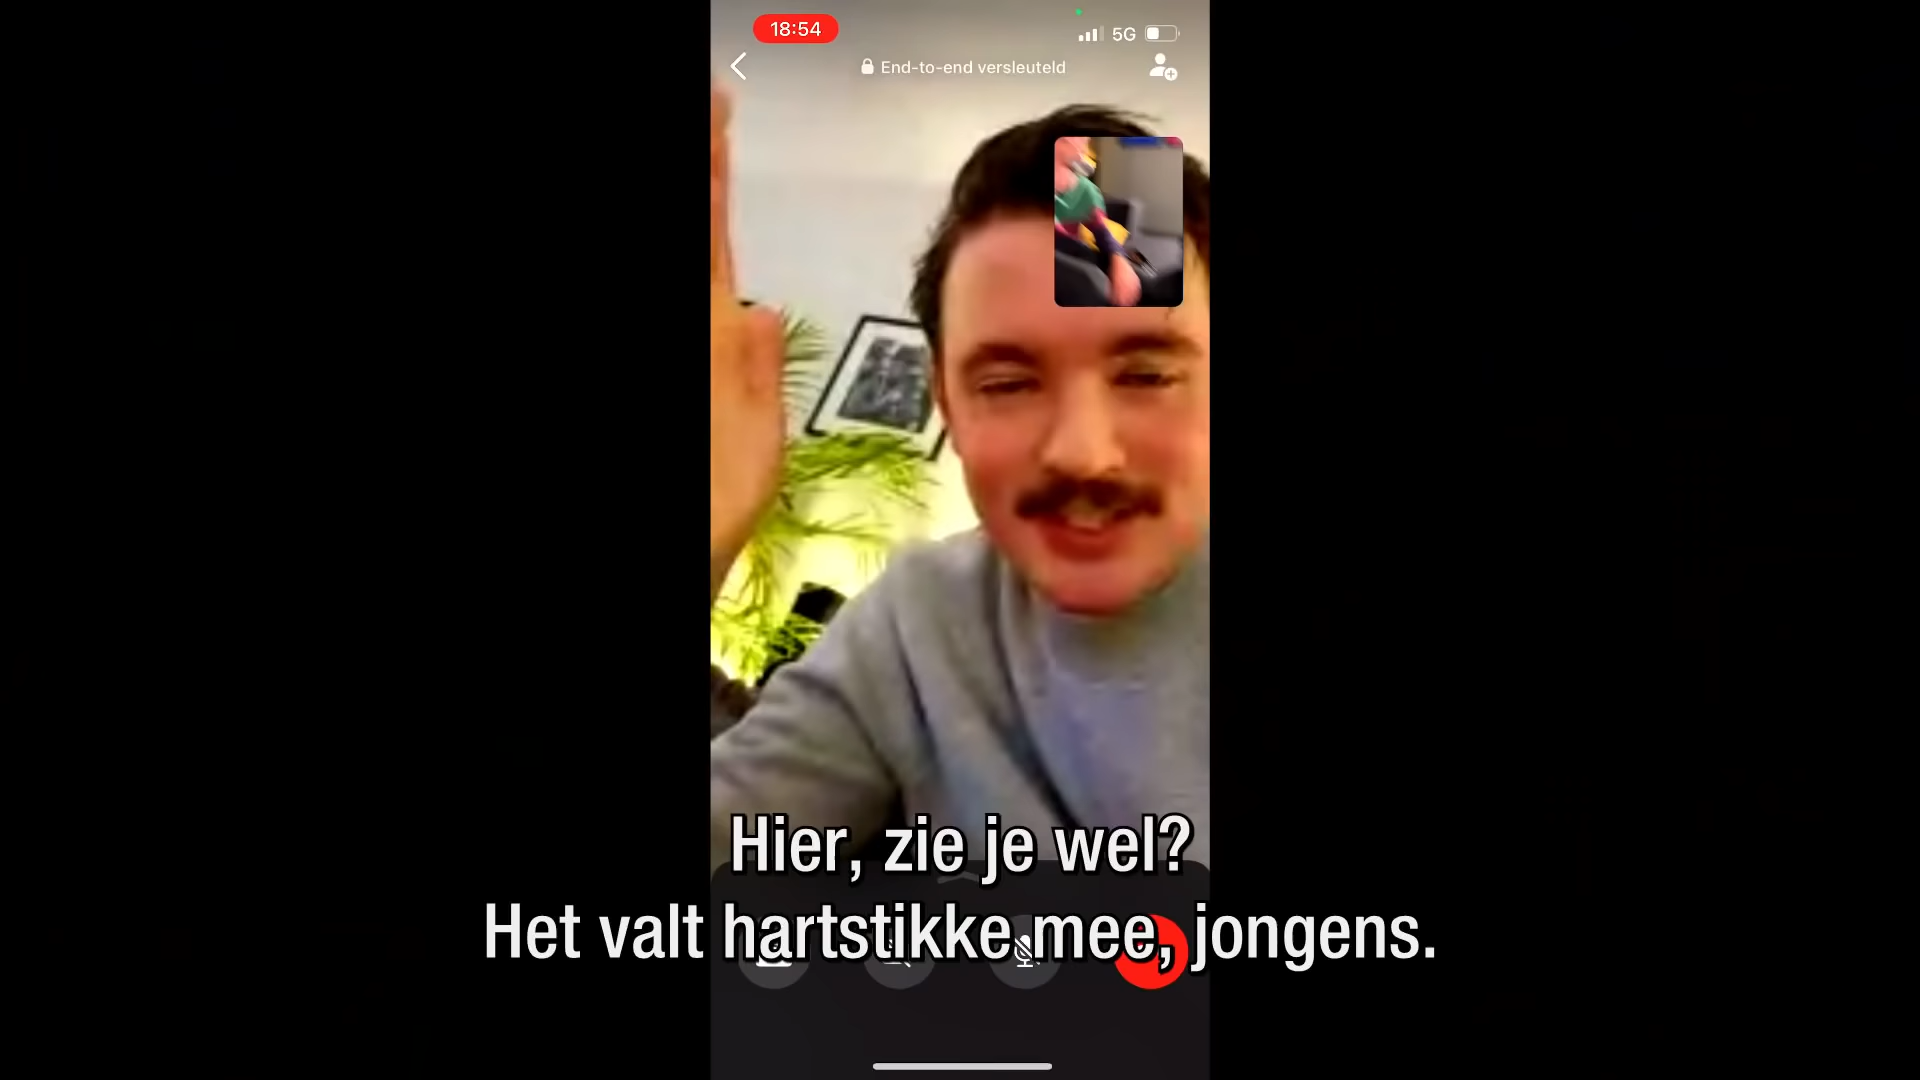 18:54
5G
End-to-end versleuteld
Hier, zie je wel?
Het valt hartstikke mee, jongens.